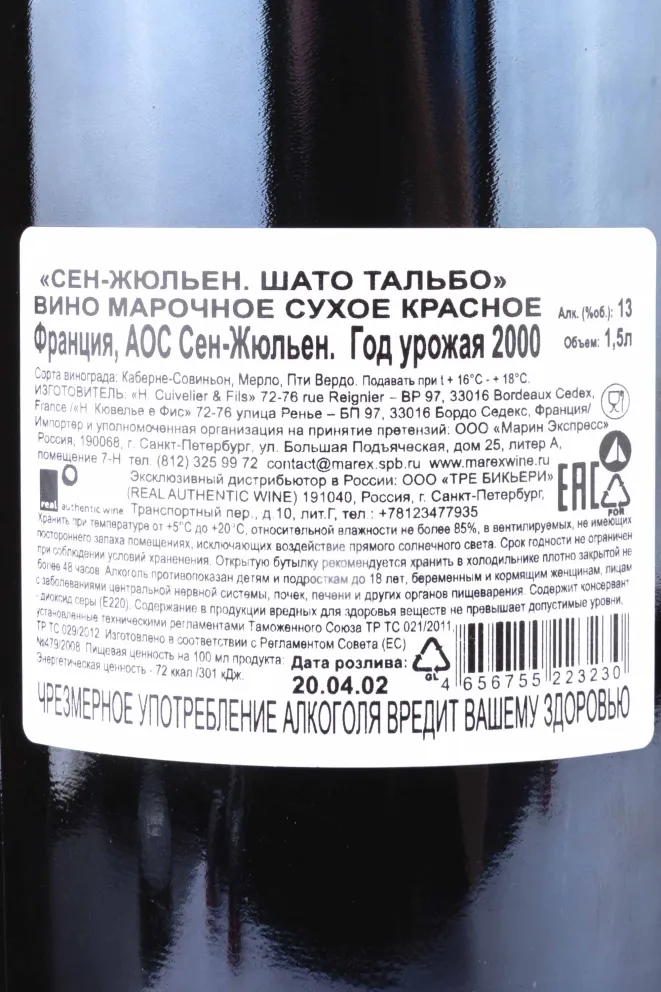 «СЕН-ЖЮЛЬЕН. ШАТО ТАЛЬБО»
ВИНО МАРОЧНОЕ СУХОЕ КРАСНОЕ
Алк. (%об.): 13
Франция, АОС Сен-Жюльен. Год урожая 2000
Объем: 1,5л
Сорта винограда: Каберне-Совиньон, Мерло, Пти Вердо. Подавать при t + 16°C - + 18°C.
ИЗГОТОВИТЕЛЬ: «H. Cuivelier & Fils» 72-76 rue Reignier – BP 97, 33016 Bordeaux Cedex,
France /«Н. Кювелье е Фис» 72-76 улица Ренье – БП 97, 33016 Бордо Седекс, Франция/
Импортер и уполномоченная организация на принятие претензий: ООО «Марин Экспресс»
Россия, 190068, г. Санкт-Петербург, ул. Большая Подъяческая, дом 25, литер А,
помещение 7-Н тел. (812) 325 99 72 contact@marex.spb.ru www.marexwine.ru
Эксклюзивный дистрибьютор в России: ООО «ТРЕ БИКЬЕРИ»
(REAL AUTHENTIC WINE) 191040, Россия, г. Санкт-Петербург,
real authentic wine Транспортный пер., д.10, лит.Г, тел : +78123477935
EAC
FOR
Хранить при температуре от +5°C до +20°C, относительной влажности не более 85%, в вентилируемых, не имеющих
постороннего запаха помещениях, исключающих воздействие прямого солнечного света. Срок годности не ограничен
при соблюдении условий хранения. Открытую бутылку рекомендуется хранить в холодильнике плотно закрытой не
более 48 часов. Алкоголь противопоказан детям и подросткам до 18 лет, беременным и кормящим женщинам, лицам
с заболеваниями центральной нервной системы, почек, печени и других органов пищеварения. Содержит консервант
- диоксид серы (Е220). Содержание в продукции вредных для здоровья веществ не превышает допустимые уровни,
установленные техническими регламентами Таможенного Союза ТР ТС 021/2011,
ТР ТС 029/2012. Изготовлено в соответствии с Регламентом Совета (ЕС)
№479/2008. Пищевая ценность на 100 мл продукта:
Энергетическая ценность - 72 ккал /301 кДж.
Дата розлива:
20.04.02
GL
4 656755 223230
ЧРЕЗМЕРНОЕ УПОТРЕБЛЕНИЕ АЛКОГОЛЯ ВРЕДИТ ВАШЕМУ ЗДОРОВЬЮ